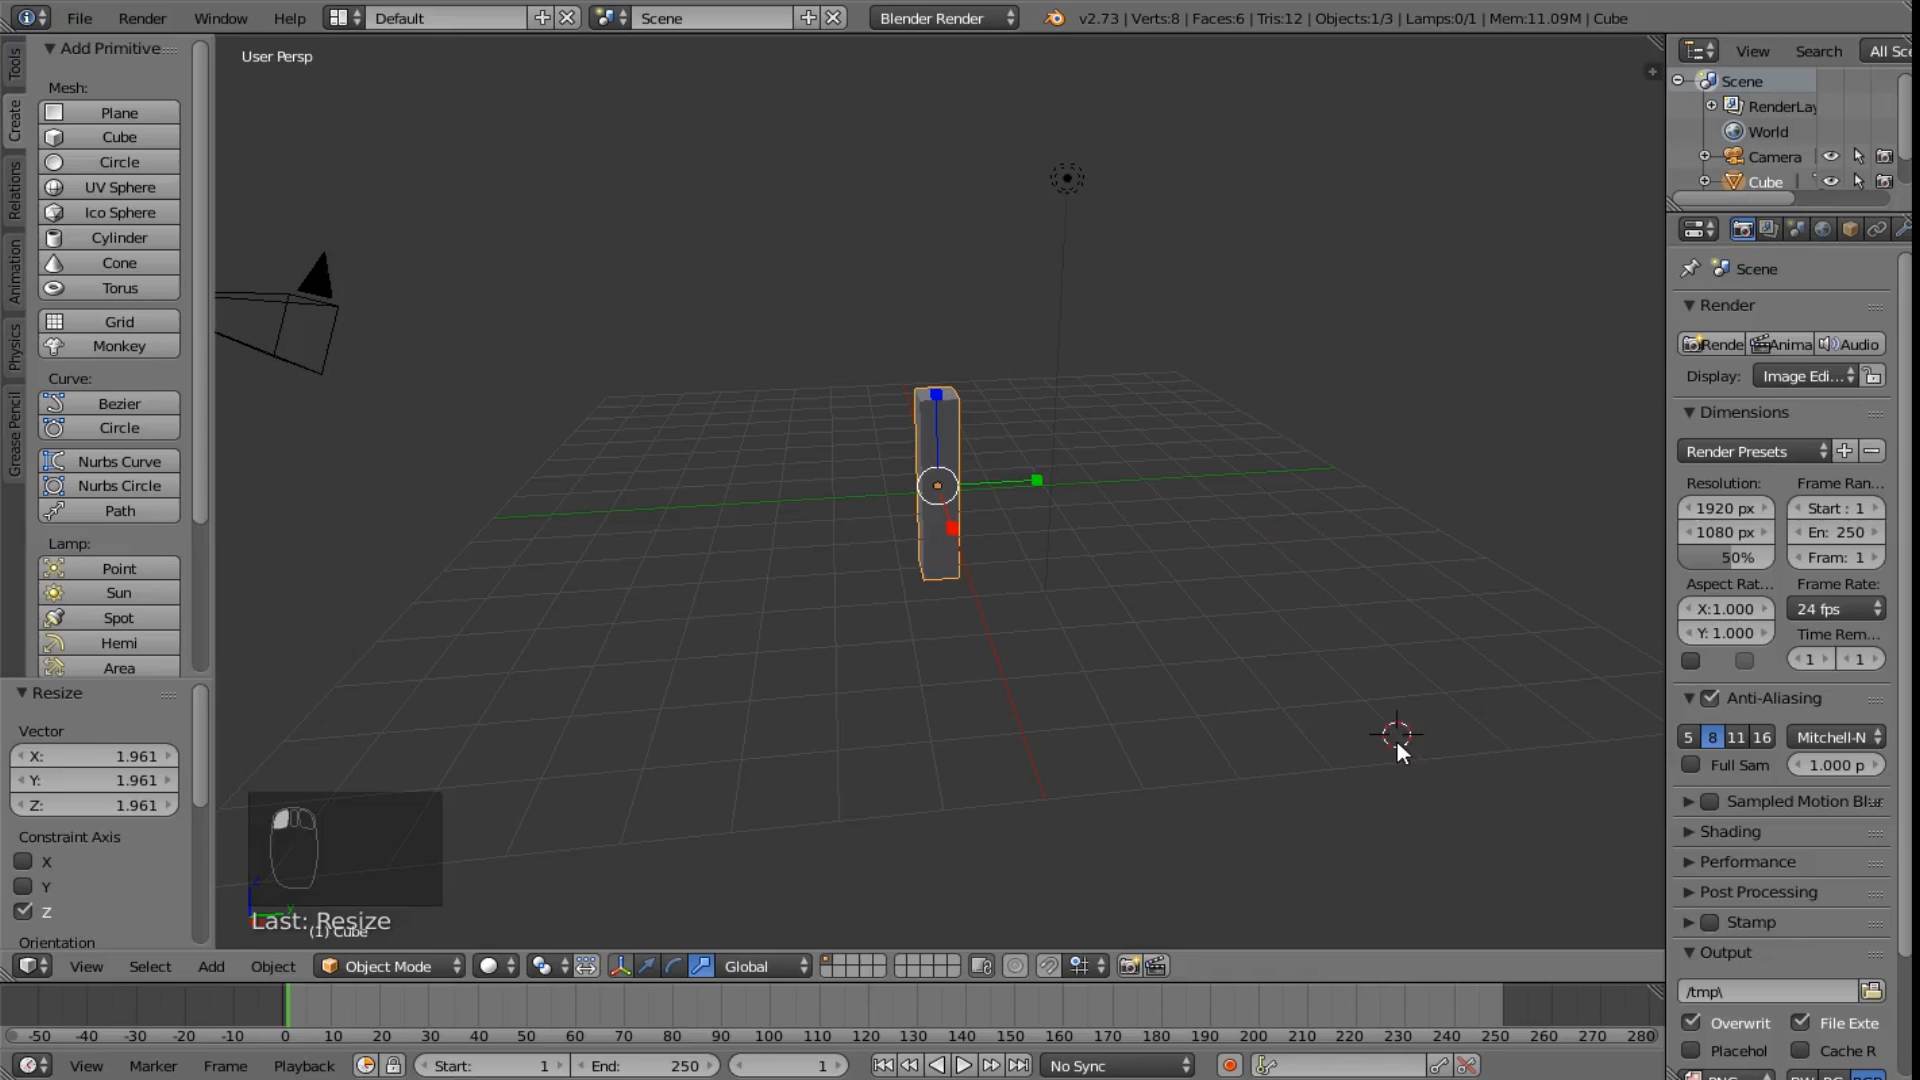 File Render Window Help Default Scene Blender Render v2.73 | Verts:8 | Faces:6 | Tris:12 | Objects:1/3 | Lamps:0/1 | Mem:11.09M | Cube
Tools
Create
Relations
Animation
Physics
Grease Pencil
Add Primitive
Mesh:
Plane
Cube
Circle
UV Sphere
Ico Sphere
Cylinder
Cone
Torus
Grid
Monkey
Curve:
Bezier
Circle
Nurbs Curve
Nurbs Circle
Path
Lamp:
Point
Sun
Spot
Hemi
Area
Resize
Vector
X: 1.961
Y: 1.961
Z: 1.961
Constraint Axis
X
Y
Z
Orientation
User Persp
Last: Resize
(1) Cube
View Select Add Object Object Mode Global
-50 -40 -30 -20 -10 0 10 20 30 40 50 60 70 80 90 100 110 120 130 140 150 160 170 180 190 200 210 220 230 240 250 260 270 280
View Marker Frame Playback Start: 1 End: 250 1 No Sync
View Search All Sce
Scene
RenderLay
World
Camera
Cube
Scene
Render
Rende Anima Audio
Display: Image Edi...
Dimensions
Render Presets
Resolution: Frame Ran...
1920 px Start : 1
1080 px En: 250
50% Fram: 1
Aspect Rat... Frame Rate:
X:1.000 24 fps
Y: 1.000 Time Rem...
1 1
Anti-Aliasing
5 8 11 16 Mitchell-N
Full Sam 1.000 p
Sampled Motion Blur
Shading
Performance
Post Processing
Stamp
Output
/tmp\
Overwrit File Exte
Placehol Cache R